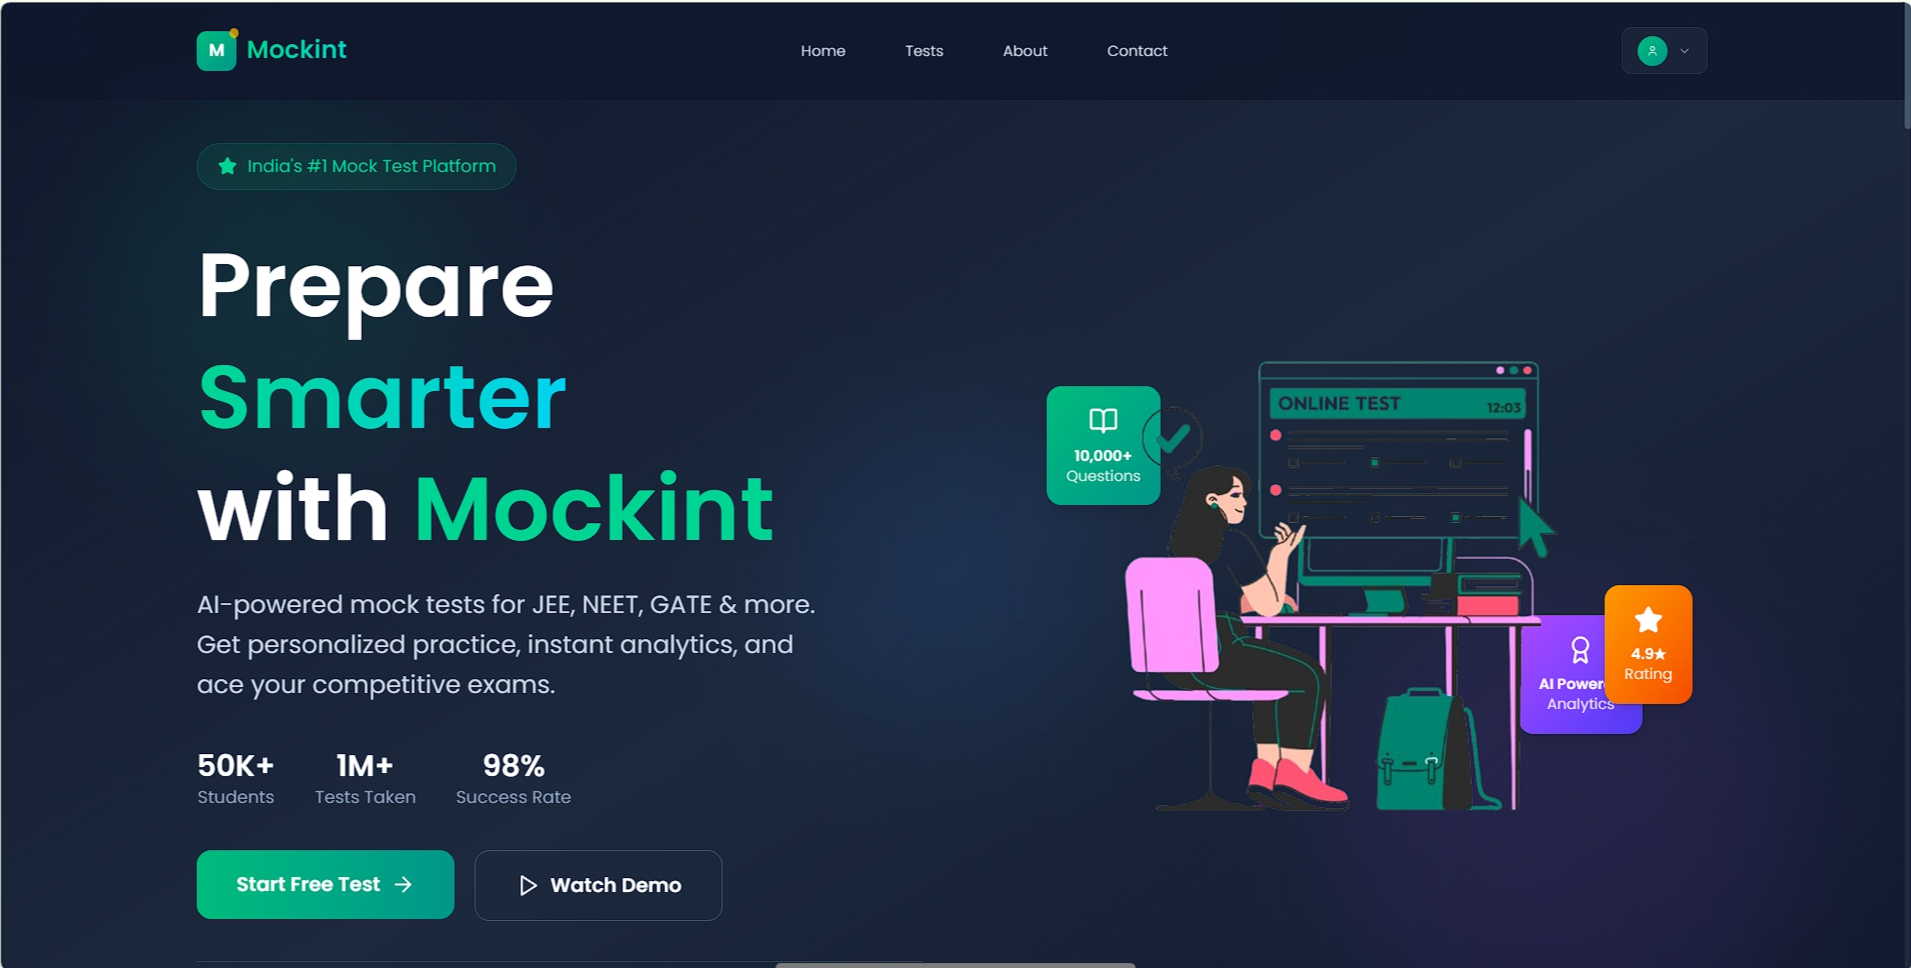 M Mockint
Home Tests About Contact
India's #1 Mock Test Platform
Prepare
Smarter
with Mockint
AI-powered mock tests for JEE, NEET, GATE & more.
Get personalized practice, instant analytics, and
ace your competitive exams.
50K+ 1M+ 98%
Students Tests Taken Success Rate
Start Free Test
Watch Demo
10,000+
Questions
ONLINE TEST 12:03
4.9★
Rating
AI Power
Analytics